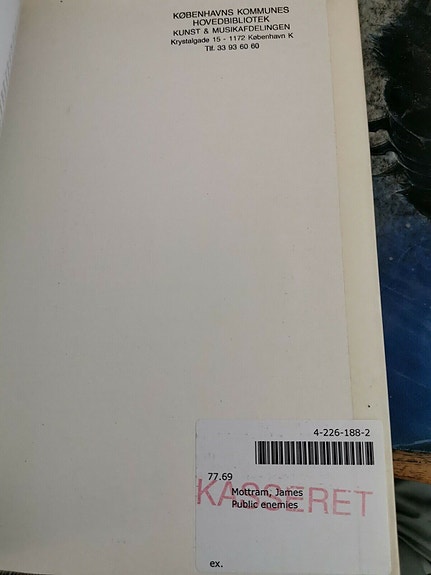 KØBENHAVNS KOMMUNES
HOVEDBIBLIOTEK
KUNST & MUSIKAFDELINGEN
Krystalgade 15 - 1172 København K
Tlf. 33 93 60 60
4-226-188-2
77.69
KASSERET
Mottram, James
Public enemies
ex.